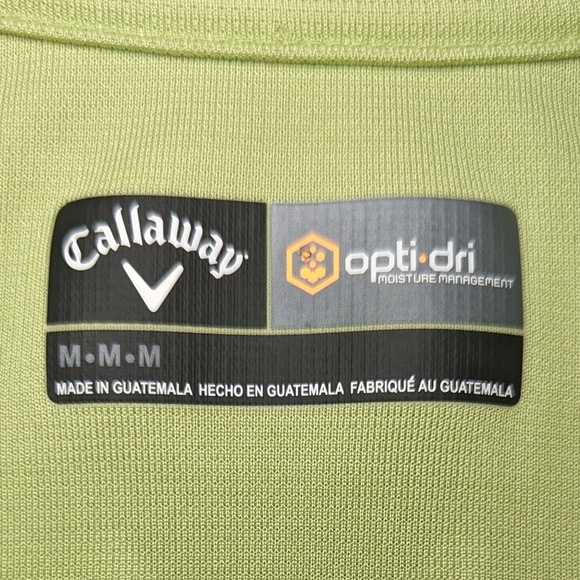 Callaway
opti·dri
MOISTURE MANAGEMENT
M•M•M
MADE IN GUATEMALA HECHO EN GUATEMALA FABRIQUÉ AU GUATEMALA